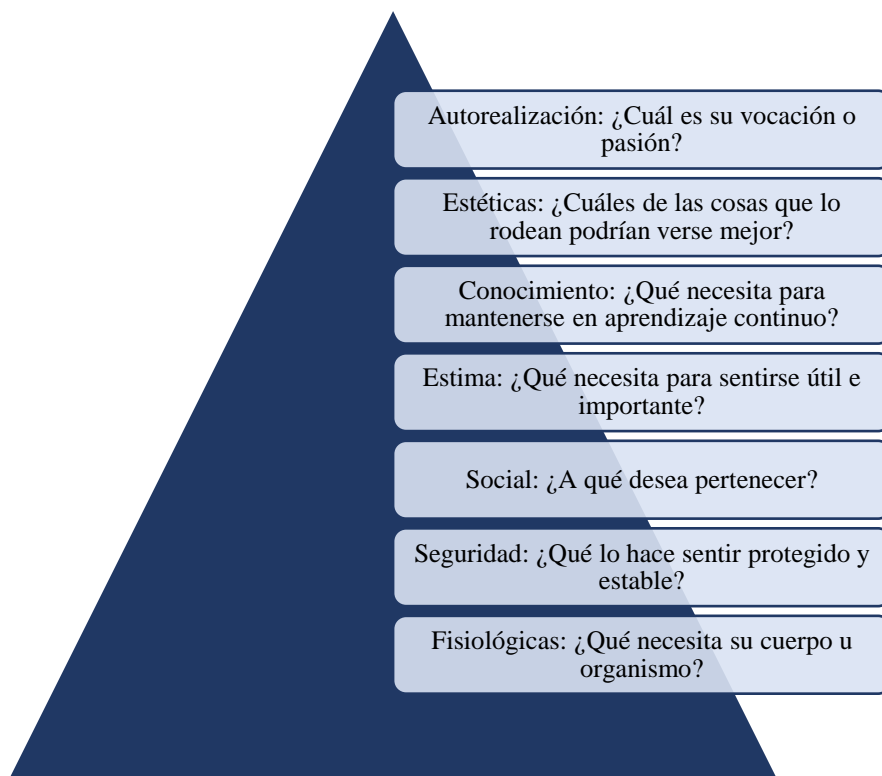 Autorealización: ¿Cuál es su vocación o
pasión?
Estéticas: ¿Cuáles de las cosas que lo
rodean podrían verse mejor?
Conocimiento: ¿Qué necesita para
mantenerse en aprendizaje continuo?
Estima: ¿Qué necesita para sentirse útil e
importante?
Social: ¿A qué desea pertenecer?
Seguridad: ¿Qué lo hace sentir protegido y
estable?
Fisiológicas: ¿Qué necesita su cuerpo u
organismo?